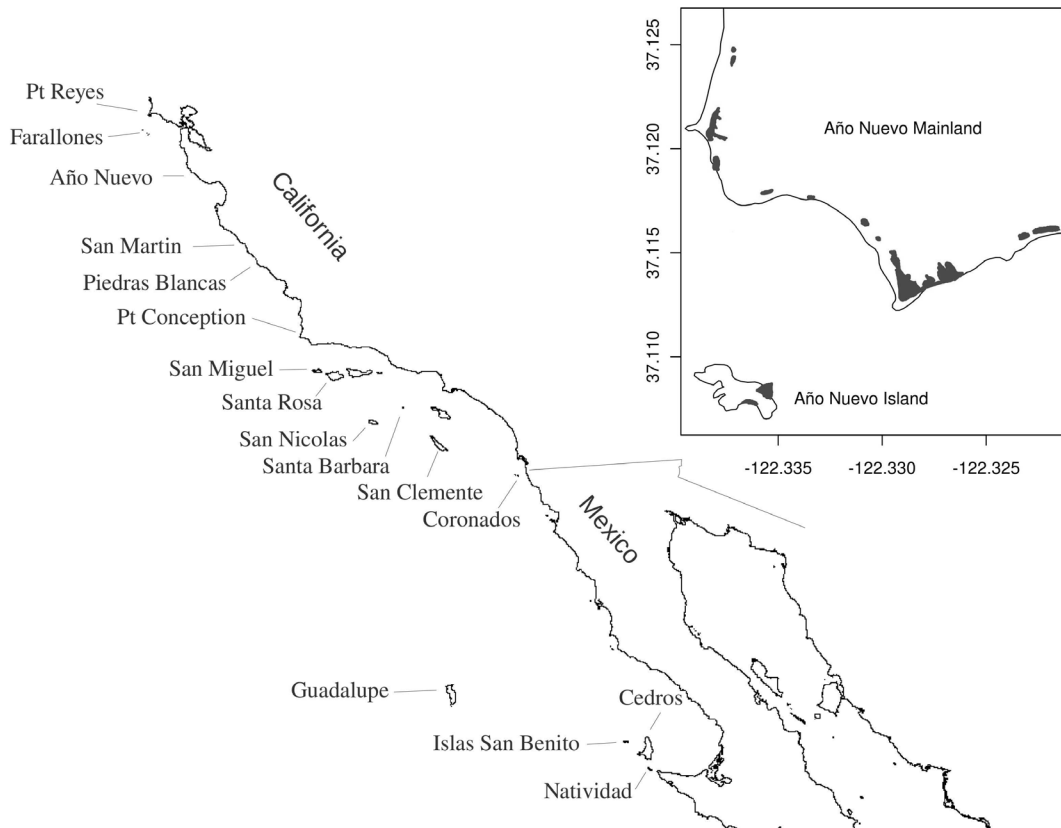 Pt Reyes
Farallones
Año Nuevo
San Martin
Piedras Blancas
Pt Conception
San Miguel
Santa Rosa
San Nicolas
Santa Barbara
San Clemente
Coronados
California
Mexico
Guadalupe
Cedros
Islas San Benito
Natividad
37.125
37.120
37.115
37.110
Año Nuevo Mainland
Año Nuevo Island
-122.335
-122.330
-122.325